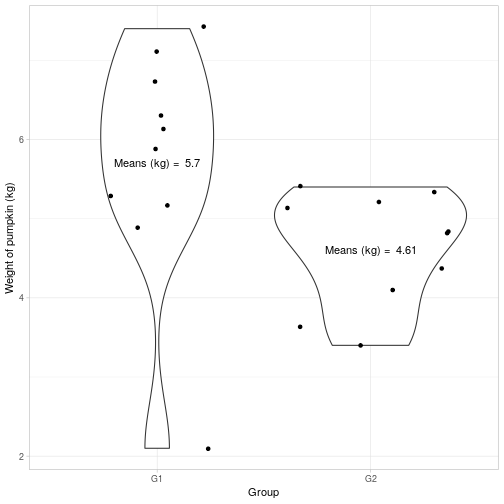 Weight of pumpkin (kg)
6
4
2
Means (kg) =  5.7
Means (kg) =  4.61
G1
G2
Group